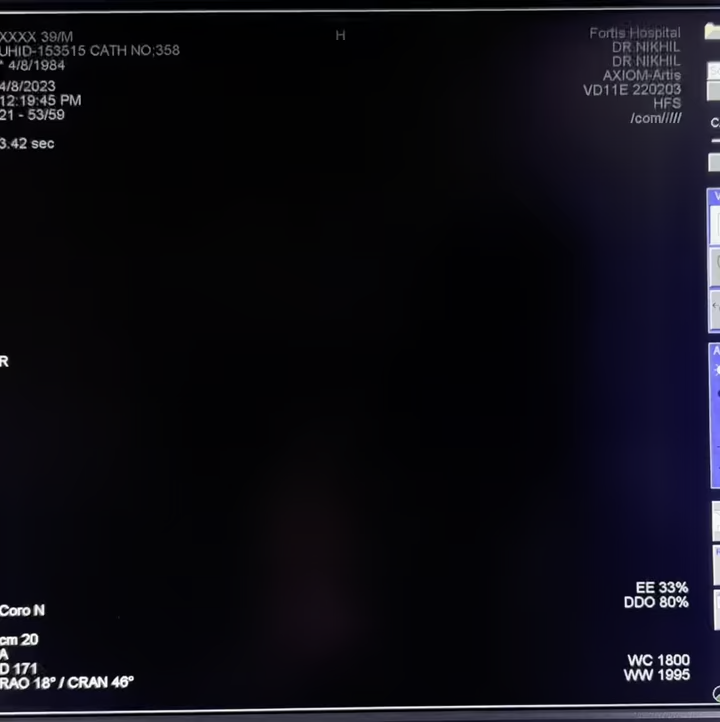 XXXX 39/M
UHID-153515 CATH NO;358
* 4/8/1984
4/8/2023
12:19:45 PM
21 - 53/59
3.42 sec
H
Fortis Hospital
DR.NIKHIL
DR.NIKHIL
AXIOM-Artis
VD11E 220203
HFS
/com/////
R
EE 33%
DDO 80%
Coro N
cm 20
A
D 171
RAO 18° / CRAN 46°
WC 1800
WW 1995